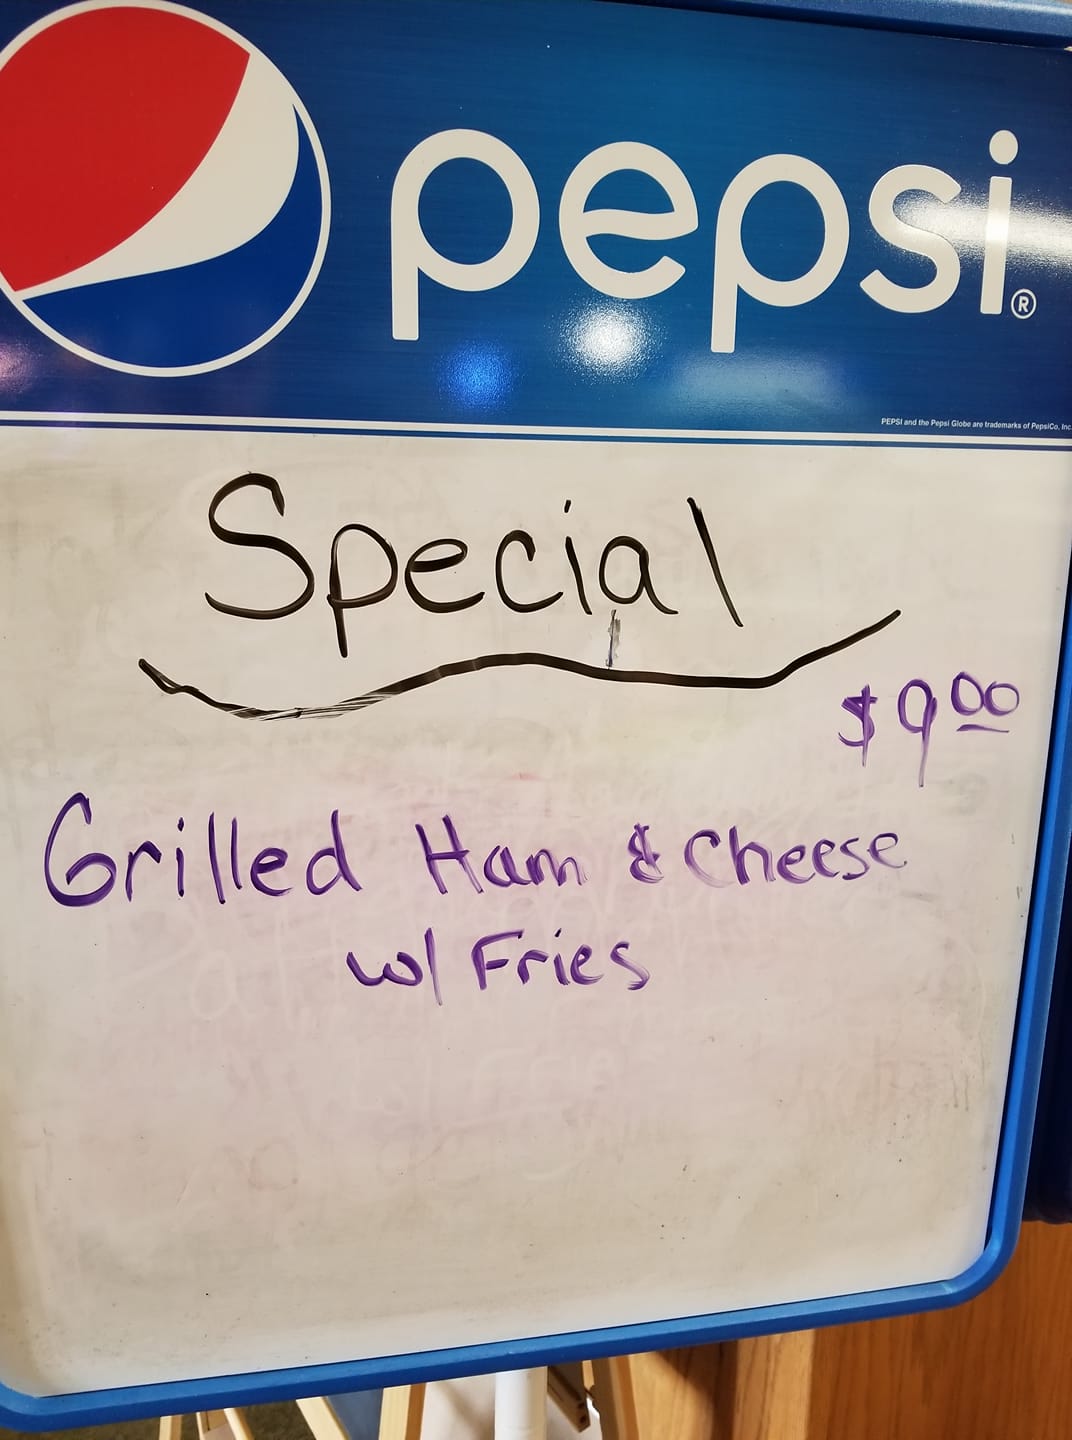 pepsi®
PEPSI and the Pepsi Globe are trademarks of PepsiCo, Inc.
Special
$9.00
Grilled Ham & Cheese
w/ Fries